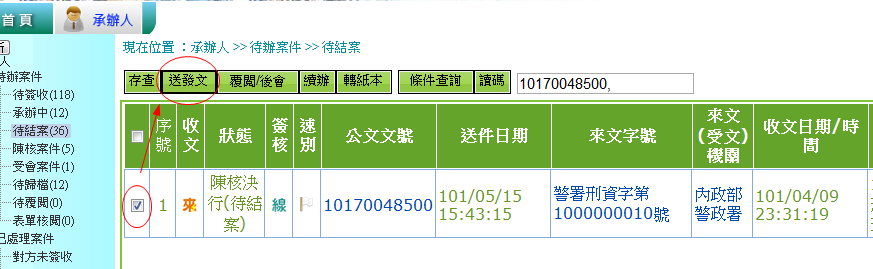 首頁
承辦人
現在位置：承辦人 >> 待辦案件 >> 待結案
存查 送發文 覆閱/後會 續辦 轉紙本 條件查詢 讀碼 10170048500,
待辦案件
待簽收(118)
承辦中(12)
待結案(36)
陳核案件(5)
受會案件(1)
待歸檔(12)
待覆閱(0)
表單核閱(0)
已處理案件
對方未簽收
序號 收文 狀態 簽核 速別 公文文號 送件日期 來文字號 來文(受文)機關 收文日期/時間
1 來 陳核決行(待結案) 線 10170048500 101/05/15 15:43:15 警署刑資字第1000000010號 內政部警政署 101/04/09 23:31:19